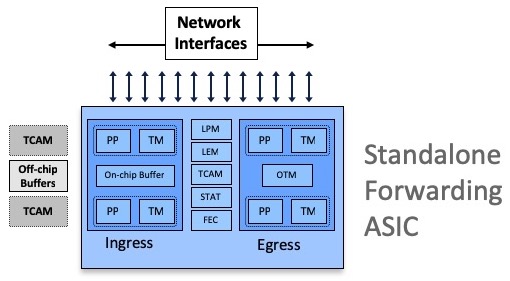 Network
Interfaces
TCAM
Off-chip
Buffers
TCAM
PP TM
On-chip Buffer
PP TM
Ingress
LPM
LEM
TCAM
STAT
FEC
PP TM
OTM
PP TM
Egress
Standalone
Forwarding
ASIC